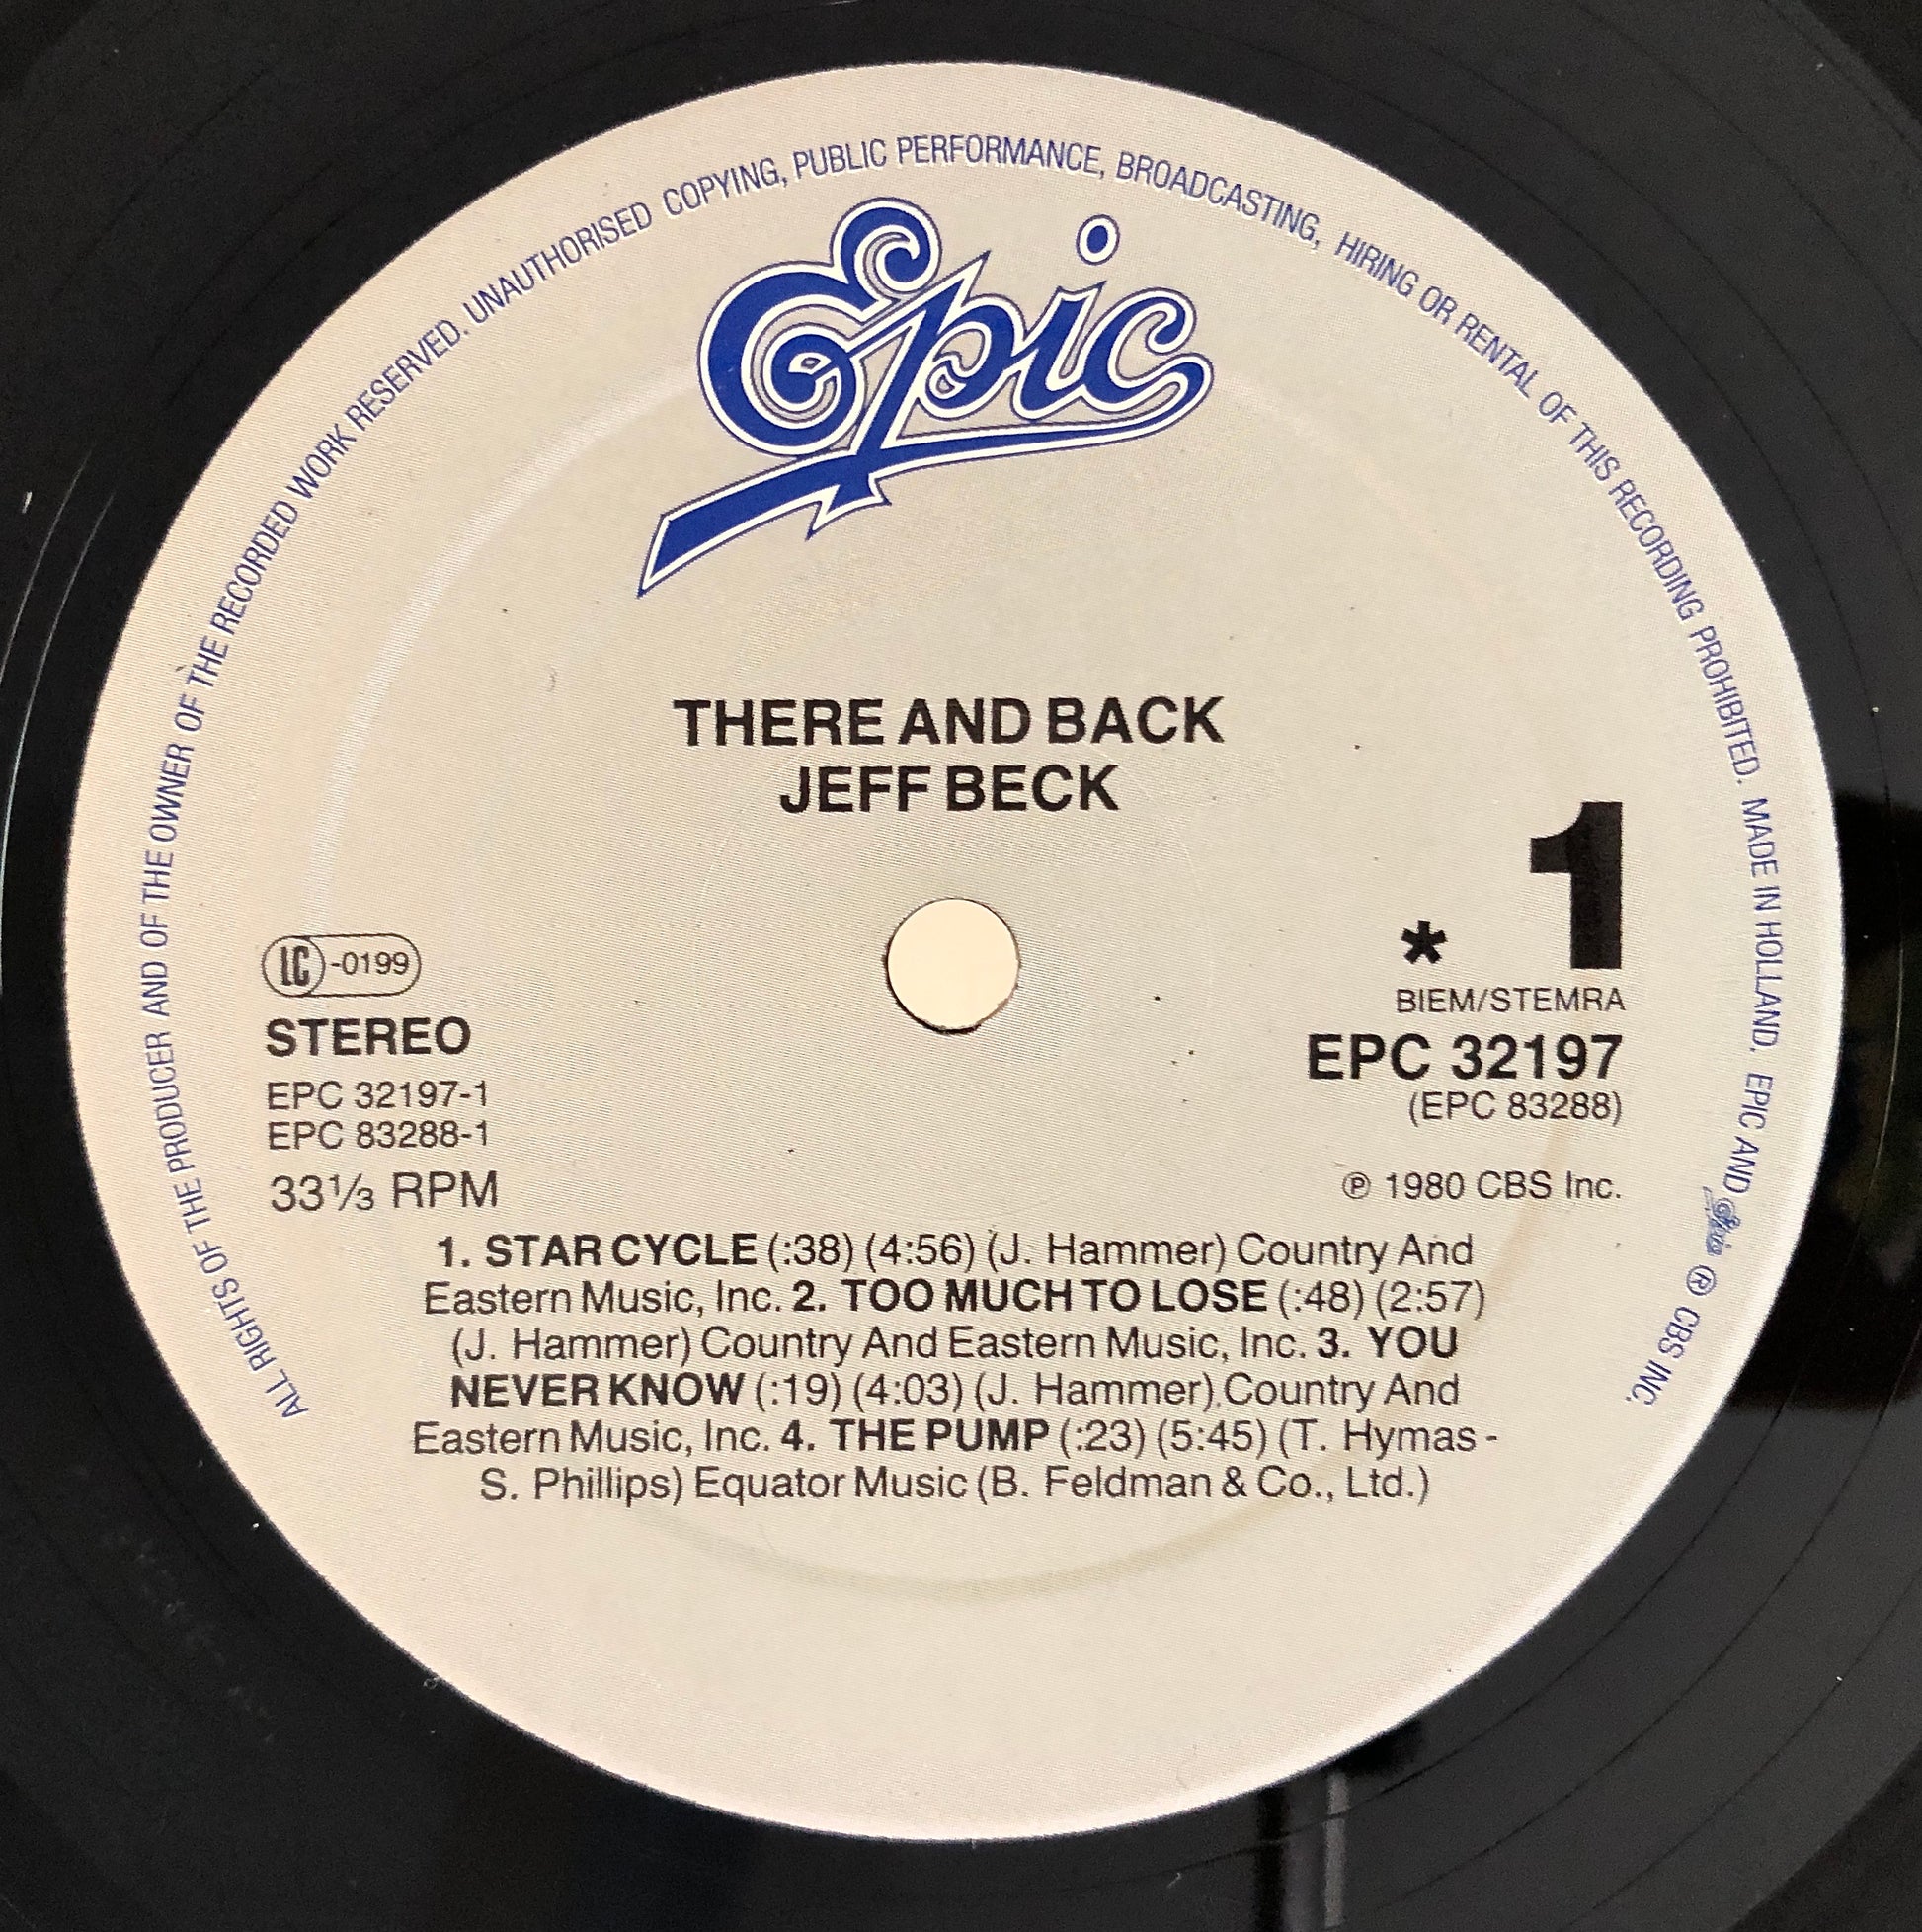 ALL RIGHTS OF THE PRODUCER AND OF THE OWNER OF THE RECORDED WORK RESERVED. UNAUTHORISED COPYING, PUBLIC PERFORMANCE, BROADCASTING, HIRING OR RENTAL OF THIS RECORDING PROHIBITED. MADE IN HOLLAND. EPIC AND Epic ® CBS INC.
Epic
THERE AND BACK
JEFF BECK
1
*
LC -0199
BIEM/STEMRA
STEREO
EPC 32197
EPC 32197-1
(EPC 83288)
EPC 83288-1
33⅓ RPM
℗ 1980 CBS Inc.
1. STAR CYCLE (:38) (4:56) (J. Hammer) Country And
Eastern Music, Inc. 2. TOO MUCH TO LOSE (:48) (2:57)
(J. Hammer) Country And Eastern Music, Inc. 3. YOU
NEVER KNOW (:19) (4:03) (J. Hammer) Country And
Eastern Music, Inc. 4. THE PUMP (:23) (5:45) (T. Hymas -
S. Phillips) Equator Music (B. Feldman & Co., Ltd.)